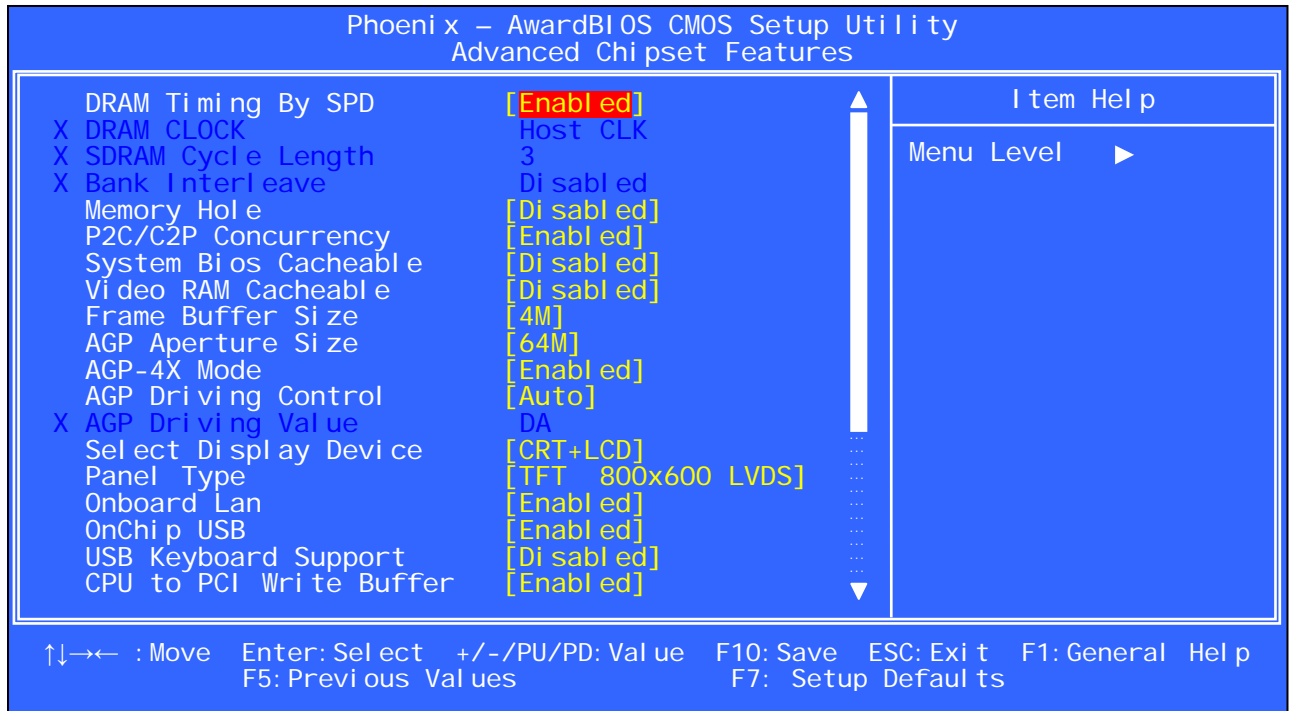 Phoenix – AwardBIOS CMOS Setup Utility
Advanced Chipset Features
DRAM Timing By SPD [Enabled]
X DRAM CLOCK Host CLK
X SDRAM Cycle Length 3
X Bank Interleave Disabled
Memory Hole [Disabled]
P2C/C2P Concurrency [Enabled]
System Bios Cacheable [Disabled]
Video RAM Cacheable [Disabled]
Frame Buffer Size [4M]
AGP Aperture Size [64M]
AGP-4X Mode [Enabled]
AGP Driving Control [Auto]
X AGP Driving Value DA
Select Display Device [CRT+LCD]
Panel Type [TFT 800x600 LVDS]
Onboard Lan [Enabled]
OnChip USB [Enabled]
USB Keyboard Support [Disabled]
CPU to PCI Write Buffer [Enabled]
Item Help
Menu Level ►
↑↓→← :Move Enter:Select +/-/PU/PD:Value F10:Save ESC:Exit F1:General Help
F5:Previous Values F7: Setup Defaults